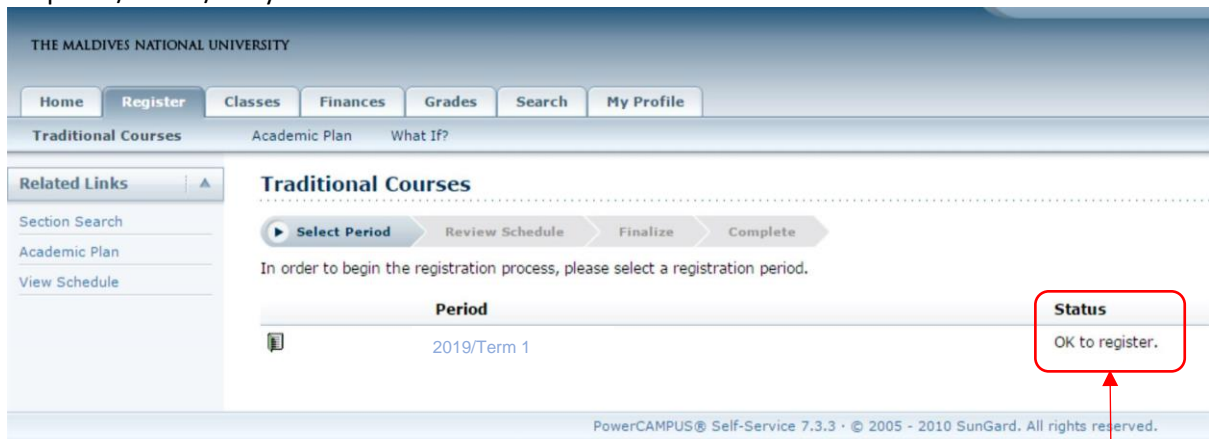 THE MALDIVES NATIONAL UNIVERSITY
Home Register Classes Finances Grades Search My Profile
Traditional Courses Academic Plan What If?
Related Links
Section Search
Academic Plan
View Schedule
Traditional Courses
Select Period Review Schedule Finalize Complete
In order to begin the registration process, please select a registration period.
Period Status
2019/Term 1 OK to register.
PowerCAMPUS® Self-Service 7.3.3 · © 2005 - 2010 SunGard. All rights reserved.